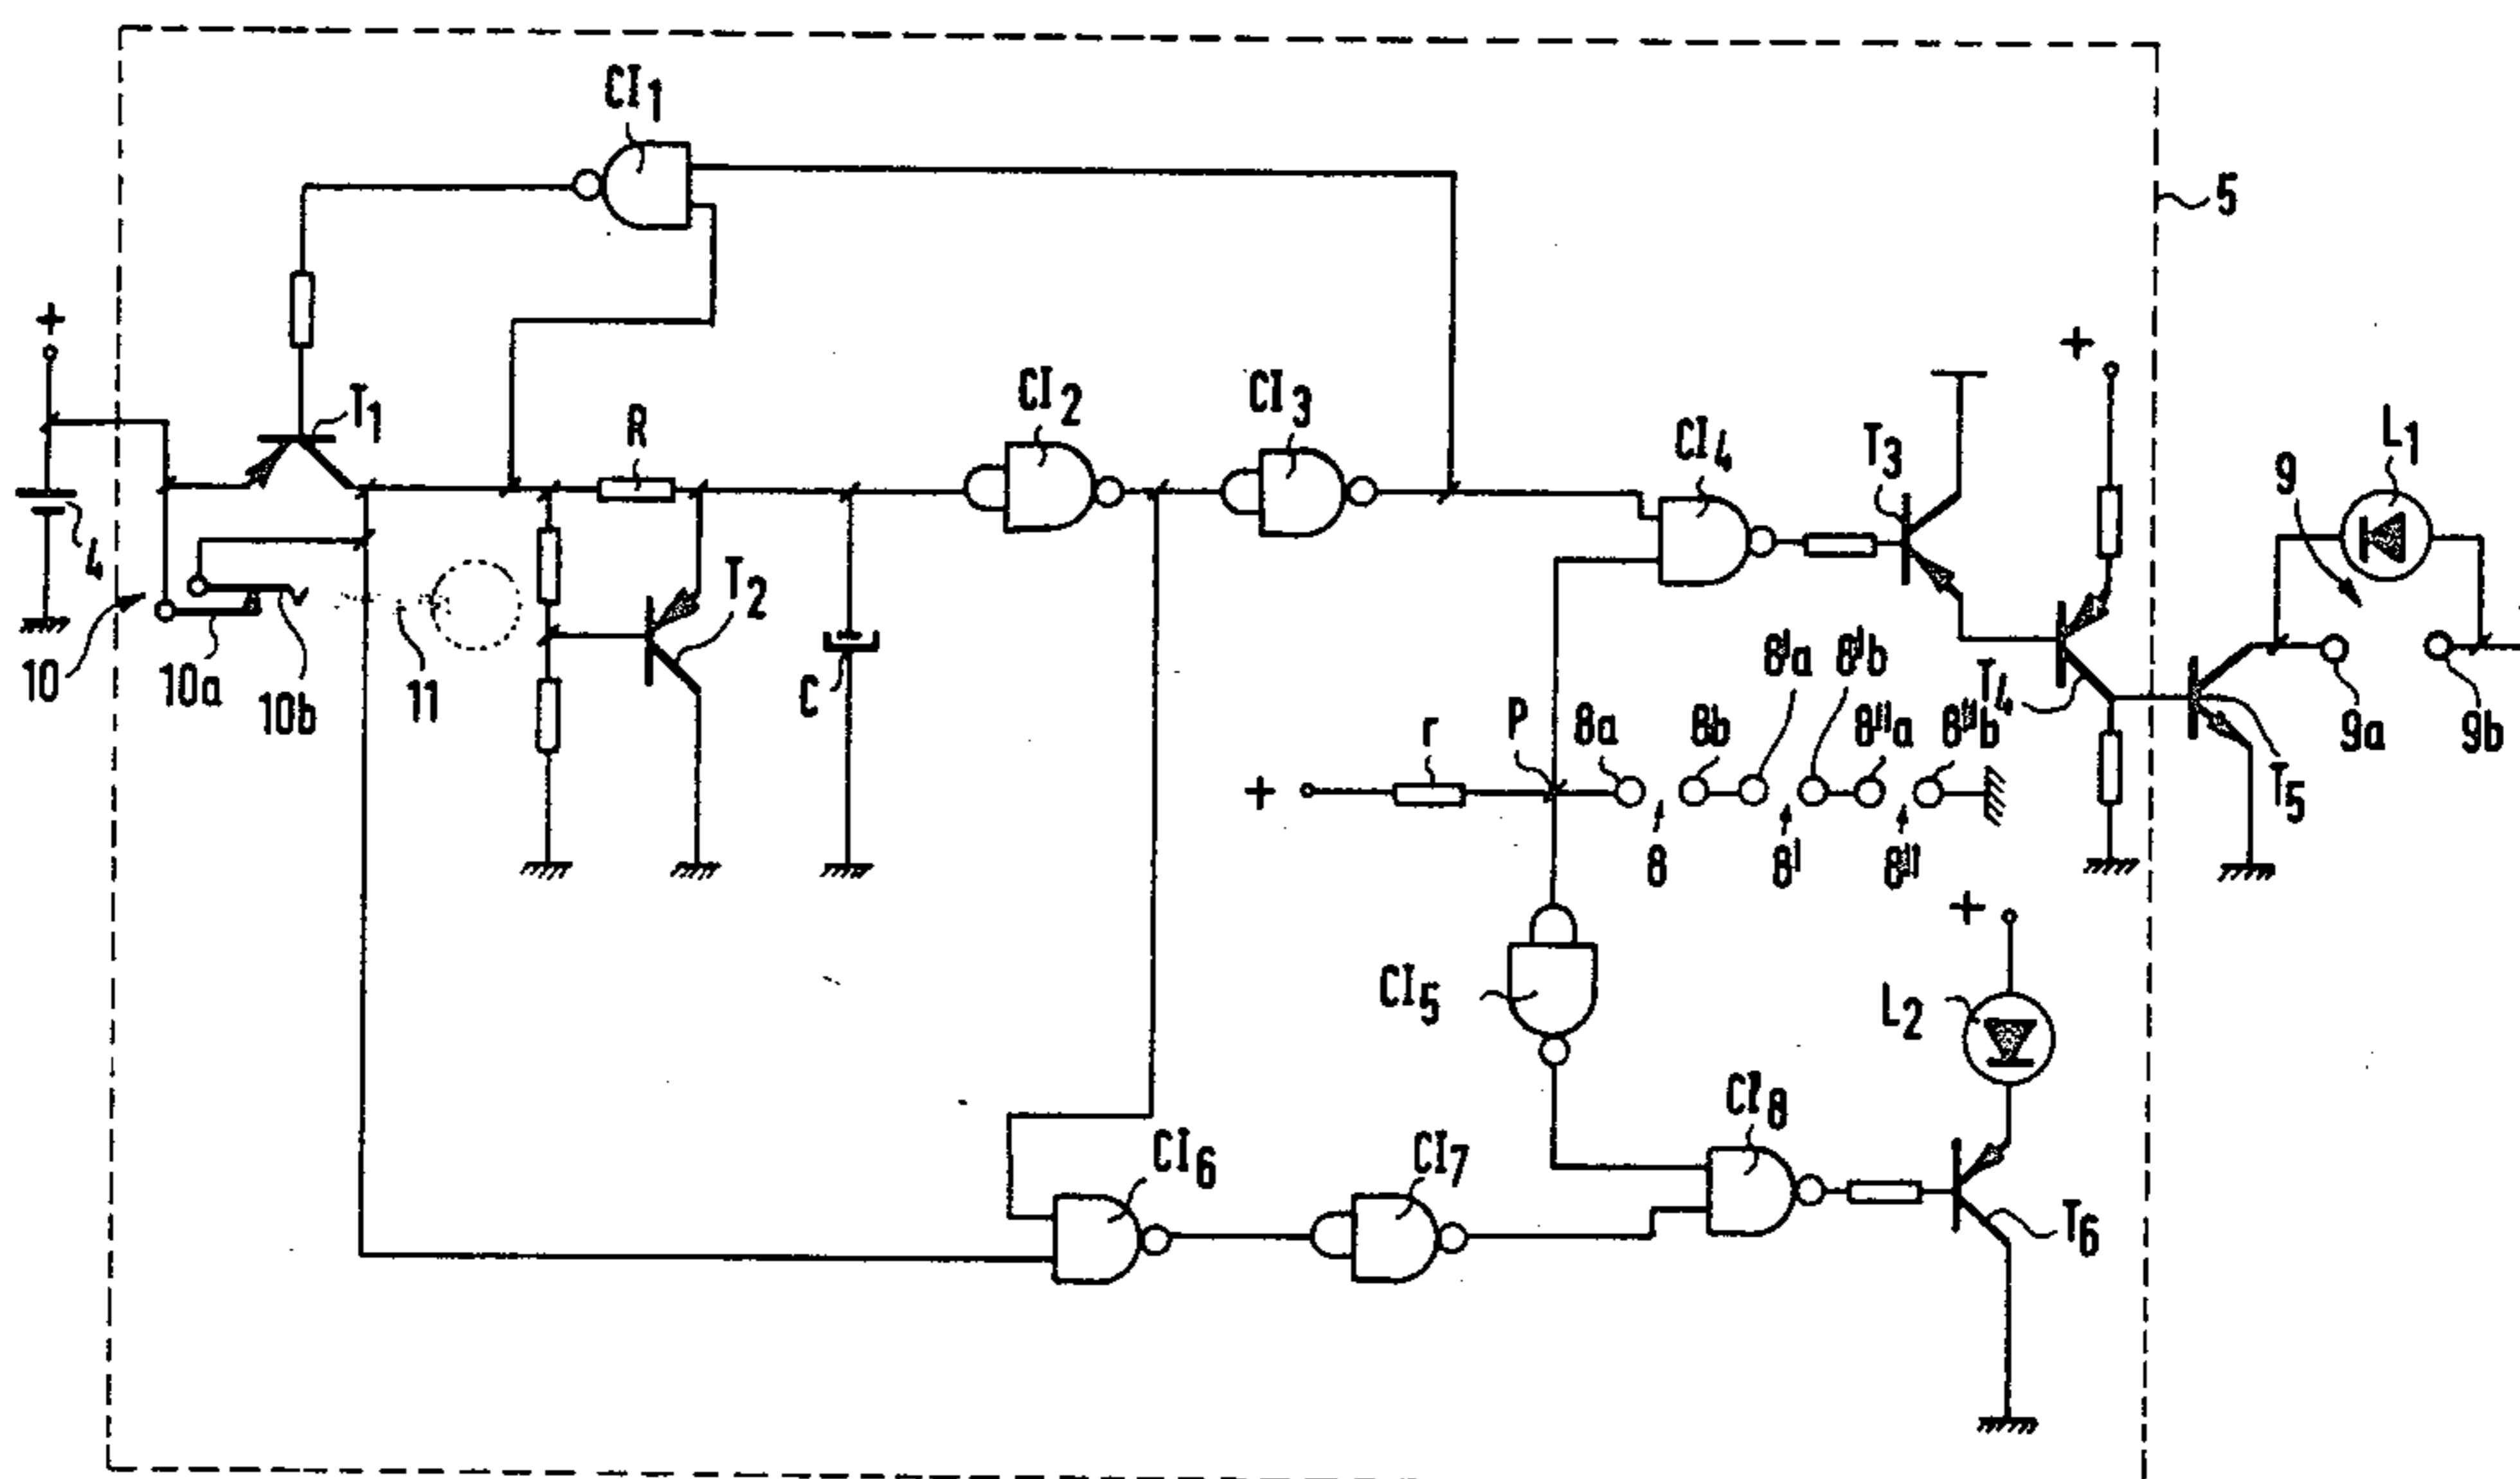 CI1
5
+
T1
R
CI2
CI3
CI4
T3
+
L1
9
4
T2
10
10a
10b
11
C
8'a
8'b
T4
r
P
8a
8b
8"a
8"b
9a
9b
+
T5
8
8'
8"
+
CI5
L2
CI8
CI6
CI7
T6